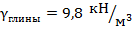 γглины = 9,8 кН/м³